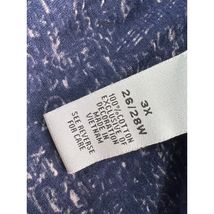 3X
26/28W
100% COTTON
EXCLUSIVE OF
DECORATION
MADE IN
VIETNAM
SEE REVERSE
FOR CARE